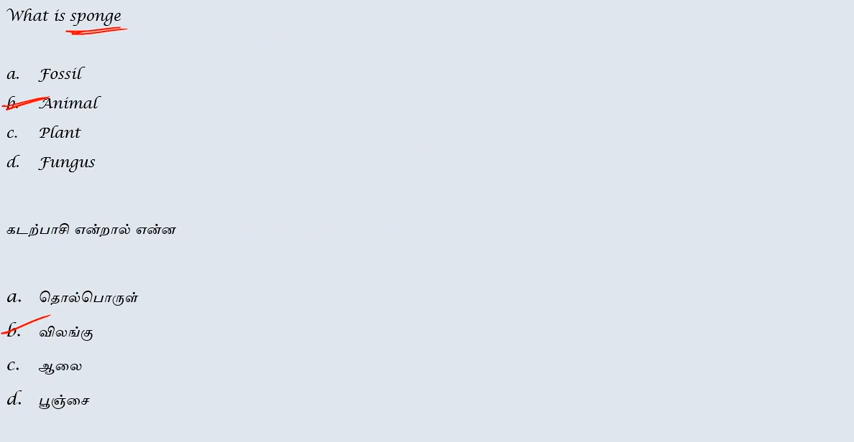 What is sponge
a. Fossil
b. Animal
c. Plant
d. Fungus
கடற்பாசி என்றால் என்ன
a. தொல்பொருள்
b. விலங்கு
c. ஆலை
d. பூஞ்சை